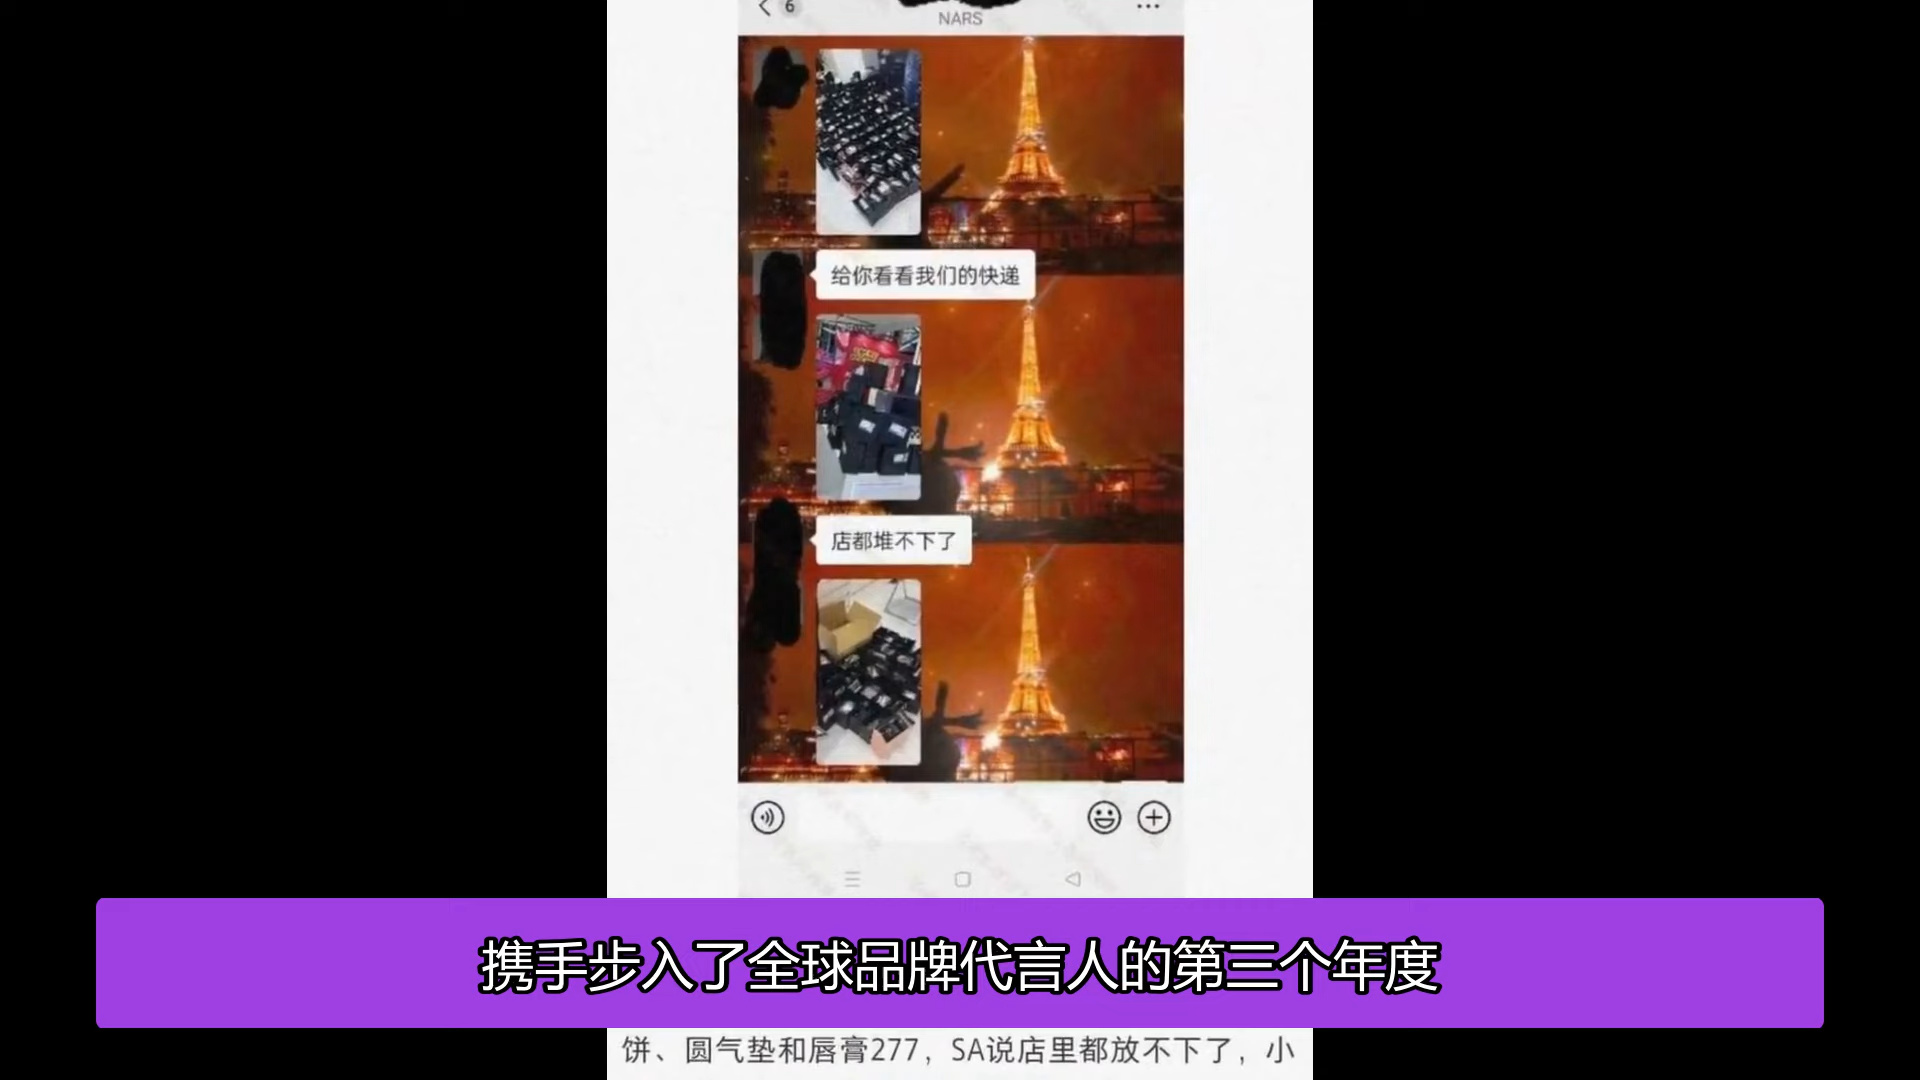 6
NARS
给你看看我们的快递
店都堆不下了
携手步入了全球品牌代言人的第三个年度
饼、圆气垫和唇膏277，SA说店里都放不下了，小